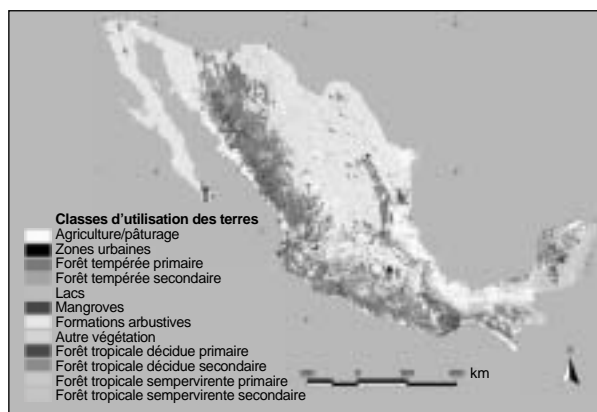 Classes d'utilisation des terres
Agriculture/pâturage
Zones urbaines
Forêt tempérée primaire
Forêt tempérée secondaire
Lacs
Mangroves
Formations arbustives
Autre végétation
Forêt tropicale décidue primaire
Forêt tropicale décidue secondaire
Forêt tropicale sempervirente primaire
Forêt tropicale sempervirente secondaire
km